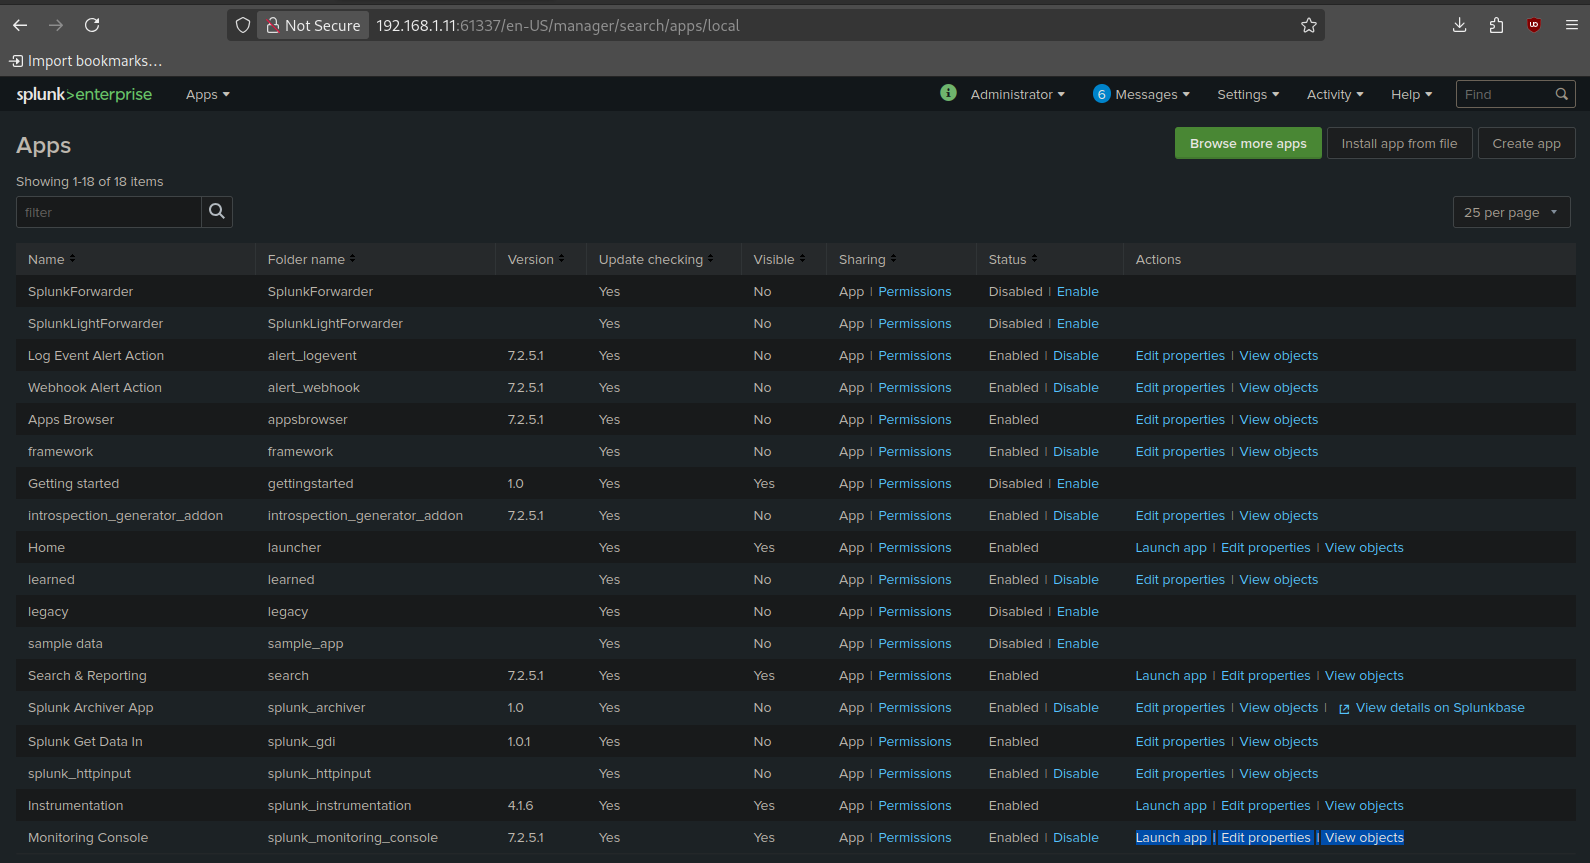 Not Secure 192.168.1.11:61337/en-US/manager/search/apps/local
Import bookmarks…
splunk>enterprise Apps i Administrator 6 Messages Settings Activity Help Find
Apps Browse more apps Install app from file Create app
Showing 1-18 of 18 items
filter 25 per page
Name Folder name Version Update checking Visible Sharing Status Actions
SplunkForwarder SplunkForwarder Yes No App | Permissions Disabled | Enable
SplunkLightForwarder SplunkLightForwarder Yes No App | Permissions Disabled | Enable
Log Event Alert Action alert_logevent 7.2.5.1 Yes No App | Permissions Enabled | Disable Edit properties | View objects
Webhook Alert Action alert_webhook 7.2.5.1 Yes No App | Permissions Enabled | Disable Edit properties | View objects
Apps Browser appsbrowser 7.2.5.1 Yes No App | Permissions Enabled Edit properties | View objects
framework framework Yes No App | Permissions Enabled | Disable Edit properties | View objects
Getting started gettingstarted 1.0 Yes Yes App | Permissions Disabled | Enable
introspection_generator_addon introspection_generator_addon 7.2.5.1 Yes No App | Permissions Enabled | Disable Edit properties | View objects
Home launcher Yes Yes App | Permissions Enabled Launch app | Edit properties | View objects
learned learned Yes No App | Permissions Enabled | Disable Edit properties | View objects
legacy legacy Yes No App | Permissions Disabled | Enable
sample data sample_app Yes No App | Permissions Disabled | Enable
Search & Reporting search 7.2.5.1 Yes Yes App | Permissions Enabled Launch app | Edit properties | View objects
Splunk Archiver App splunk_archiver 1.0 Yes No App | Permissions Enabled | Disable Edit properties | View objects | View details on Splunkbase
Splunk Get Data In splunk_gdi 1.0.1 Yes No App | Permissions Enabled Edit properties | View objects
splunk_httpinput splunk_httpinput Yes No App | Permissions Enabled | Disable Edit properties | View objects
Instrumentation splunk_instrumentation 4.1.6 Yes Yes App | Permissions Enabled Launch app | Edit properties | View objects
Monitoring Console splunk_monitoring_console 7.2.5.1 Yes Yes App | Permissions Enabled | Disable Launch app | Edit properties | View objects